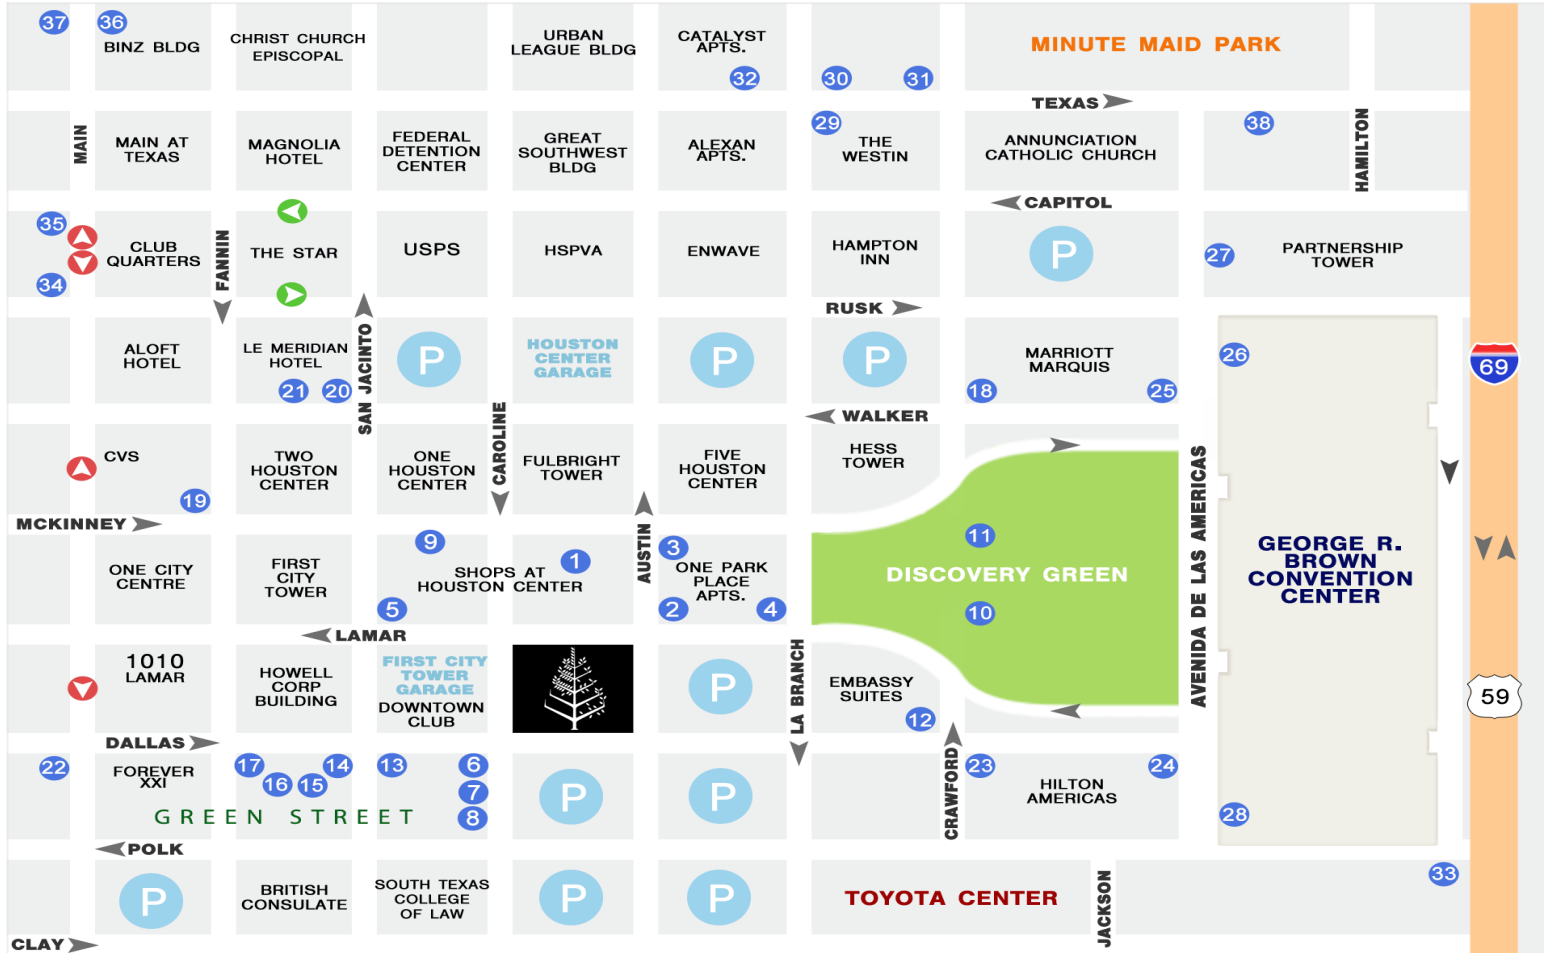 37
36
BINZ BLDG
CHRIST CHURCH
EPISCOPAL
URBAN
LEAGUE BLDG
CATALYST
APTS.
32
30
31
MINUTE MAID PARK
TEXAS
MAIN
MAIN AT
TEXAS
MAGNOLIA
HOTEL
FEDERAL
DETENTION
CENTER
GREAT
SOUTHWEST
BLDG
ALEXAN
APTS.
29
THE
WESTIN
ANNUNCIATION
CATHOLIC CHURCH
38
HAMILTON
CAPITOL
35
34
CLUB
QUARTERS
FANNIN
THE STAR
USPS
HSPVA
ENWAVE
HAMPTON
INN
P
27
PARTNERSHIP
TOWER
RUSK
ALOFT
HOTEL
LE MERIDIAN
HOTEL
21
20
SAN JACINTO
P
HOUSTON
CENTER
GARAGE
P
P
MARRIOTT
MARQUIS
18
25
26
69
WALKER
CVS
19
TWO
HOUSTON
CENTER
ONE
HOUSTON
CENTER
CAROLINE
FULBRIGHT
TOWER
FIVE
HOUSTON
CENTER
HESS
TOWER
AVENIDA DE LAS AMERICAS
MCKINNEY
ONE CITY
CENTRE
FIRST
CITY
TOWER
9
1
SHOPS AT
HOUSTON CENTER
5
AUSTIN
3
ONE PARK
PLACE
APTS.
2
4
11
DISCOVERY GREEN
10
GEORGE R.
BROWN
CONVENTION
CENTER
LAMAR
1010
LAMAR
HOWELL
CORP
BUILDING
FIRST CITY
TOWER
GARAGE
DOWNTOWN
CLUB
P
LA BRANCH
EMBASSY
SUITES
12
59
DALLAS
22
FOREVER
XXI
17
16
15
14
13
6
7
8
GREEN STREET
P
P
CRAWFORD
23
24
HILTON
AMERICAS
28
POLK
P
BRITISH
CONSULATE
SOUTH TEXAS
COLLEGE
OF LAW
P
P
TOYOTA CENTER
JACKSON
33
CLAY